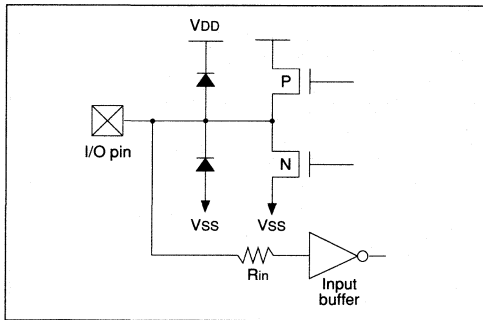 VDD
P
I/O pin
N
VSS
VSS
Rin
Input
buffer